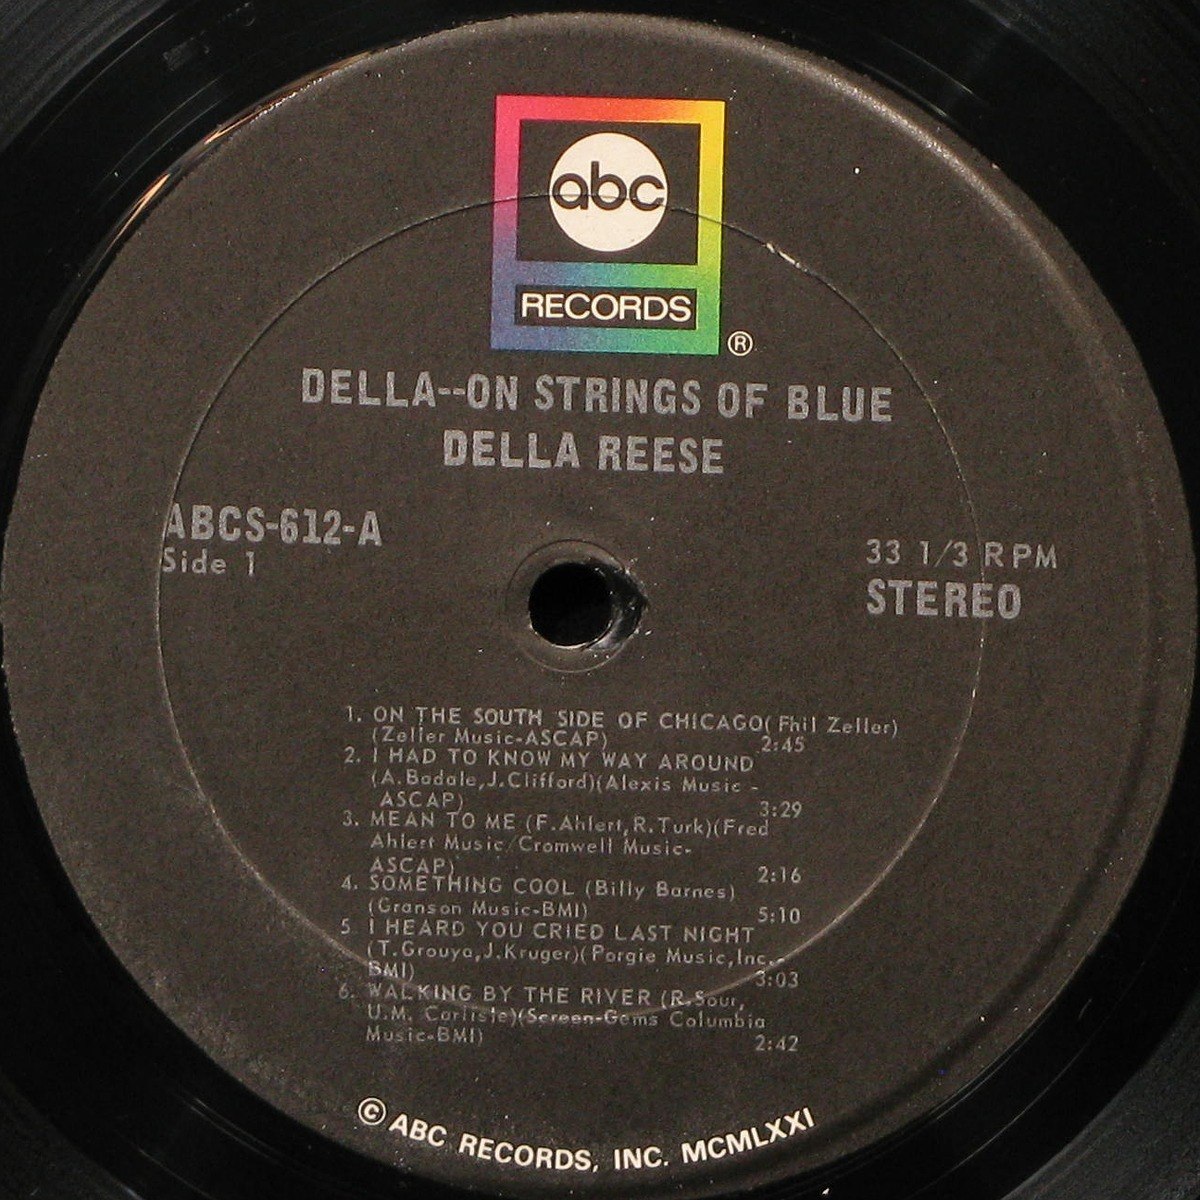 abc
RECORDS
®
DELLA--ON STRINGS OF BLUE
DELLA REESE
ABCS-612-A
Side 1
33 1/3 RPM
STEREO
1. ON THE SOUTH SIDE OF CHICAGO( Fhil Zeller)
(Zeller Music-ASCAP) 2:45
2. I HAD TO KNOW MY WAY AROUND
(A.Badale,J.Clifford)(Alexis Music -
ASCAP) 3:29
3. MEAN TO ME (F.Ahlert,R.Turk)(Fred
Ahlert Music/Cromwell Music-
ASCAP) 2:16
4. SOMETHING COOL (Billy Barnes)
(Granson Music-BMI) 5:10
5. I HEARD YOU CRIED LAST NIGHT
(T.Grouya,J.Kruger)( Porgie Music,Inc.-
BMI) 3:03
6. WALKING BY THE RIVER (R.Sour,
U.M. Carlisle)(Screen-Gems Columbia
Music-BMI) 2:42
© ABC RECORDS, INC. MCMLXXI